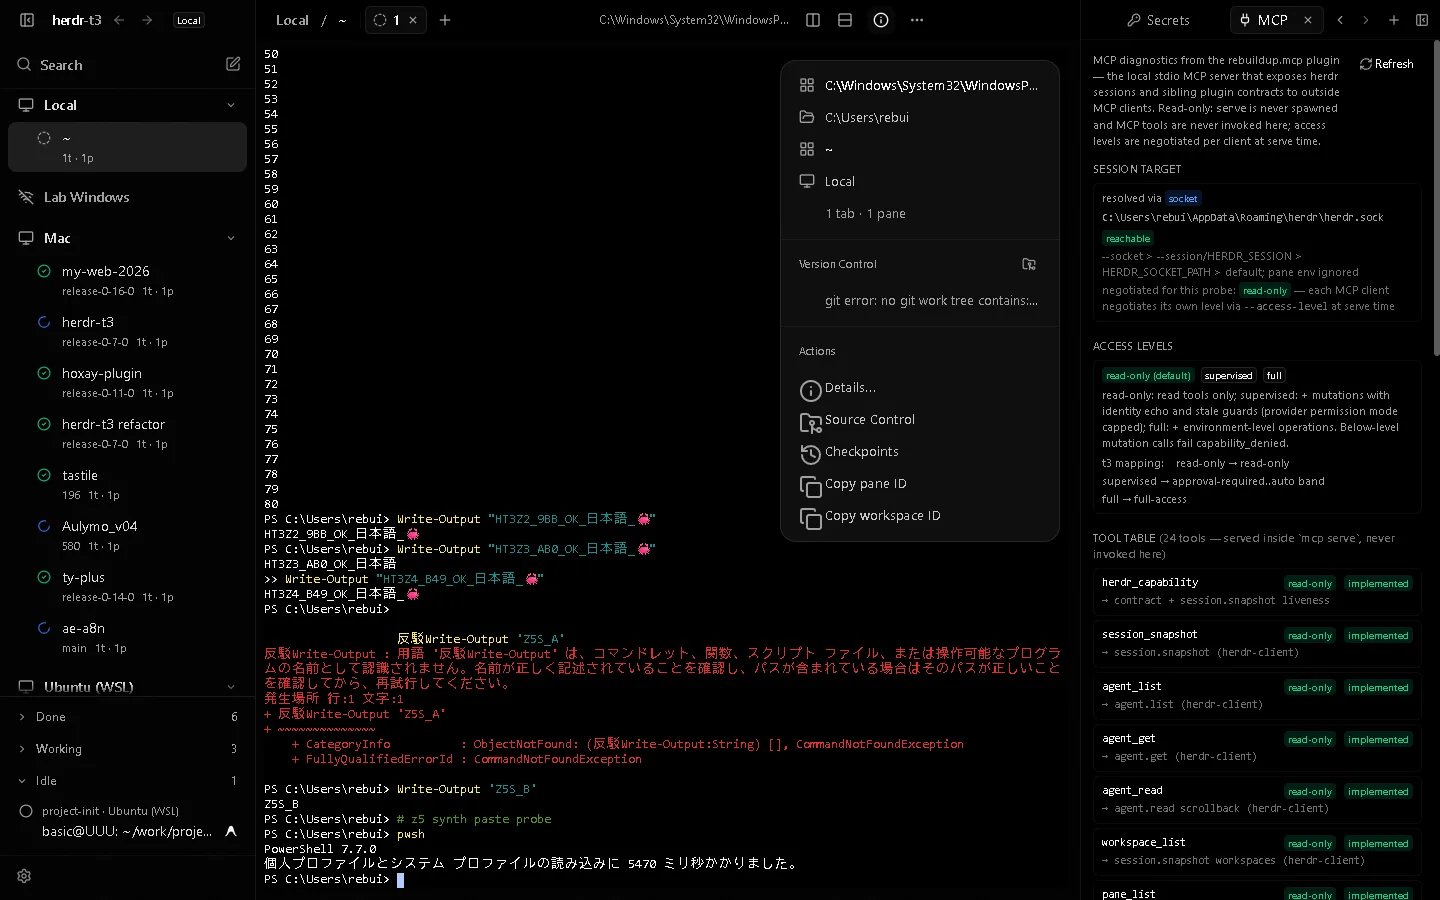 herdr-t3
Local
Search
Local
~
1t · 1p
Lab Windows
Mac
my-web-2026
release-0-16-0 1t · 1p
herdr-t3
release-0-7-0 1t · 1p
hoxay-plugin
release-0-11-0 1t · 1p
herdr-t3 refactor
release-0-7-0 1t · 1p
tastile
196 1t · 1p
Aulymo_v04
580 1t · 1p
ty-plus
release-0-14-0 1t · 1p
ae-a8n
main 1t · 1p
Ubuntu (WSL)
Done 6
Working 3
Idle 1
project-init · Ubuntu (WSL)
basic@UUU: ~/work/proje...
Local / ~
1
C:\Windows\System32\WindowsP...
50
51
52
53
54
55
56
57
58
59
60
61
62
63
64
65
66
67
68
69
70
71
72
73
74
75
76
77
78
79
80
PS C:\Users\rebui> Write-Output "HT3Z2_9BB_OK_日本語_🦀"
HT3Z2_9BB_OK_日本語_🦀
PS C:\Users\rebui> Write-Output "HT3Z3_AB0_OK_日本語_🦀"
HT3Z3_AB0_OK_日本語
>> Write-Output "HT3Z4_B49_OK_日本語_🦀"
HT3Z4_B49_OK_日本語_🦀
PS C:\Users\rebui>
反駁Write-Output 'Z5S_A'
反駁Write-Output : 用語 '反駁Write-Output' は、コマンドレット、関数、スクリプト ファイル、または操作可能なプログラ
ムの名前として認識されません。名前が正しく記述されていることを確認し、パスが含まれている場合はそのパスが正しいこと
を確認してから、再試行してください。
発生場所 行:1 文字:1
+ 反駁Write-Output 'Z5S_A'
+ ~~~~~~~~~~~~~~
+ CategoryInfo : ObjectNotFound: (反駁Write-Output:String) [], CommandNotFoundException
+ FullyQualifiedErrorId : CommandNotFoundException
PS C:\Users\rebui> Write-Output 'Z5S_B'
Z5S_B
PS C:\Users\rebui> # z5 synth paste probe
PS C:\Users\rebui> pwsh
PowerShell 7.7.0
個人プロファイルとシステム プロファイルの読み込みに 5470 ミリ秒かかりました。
PS C:\Users\rebui>
C:\Windows\System32\WindowsP...
C:\Users\rebui
~
Local
1 tab · 1 pane
Version Control
git error: no git work tree contains:...
Actions
Details...
Source Control
Checkpoints
Copy pane ID
Copy workspace ID
Secrets
MCP
MCP diagnostics from the rebuildup.mcp plugin
— the local stdio MCP server that exposes herdr
sessions and sibling plugin contracts to outside
MCP clients. Read-only: serve is never spawned
and MCP tools are never invoked here; access
levels are negotiated per client at serve time.
Refresh
SESSION TARGET
resolved via socket
C:\Users\rebui\AppData\Roaming\herdr\herdr.sock
reachable
--socket > --session/HERDR_SESSION >
HERDR_SOCKET_PATH > default; pane env ignored
negotiated for this probe: read-only — each MCP client
negotiates its own level via --access-level at serve time
ACCESS LEVELS
read-only (default) supervised full
read-only: read tools only; supervised: + mutations with
identity echo and stale guards (provider permission mode
capped); full: + environment-level operations. Below-level
mutation calls fail capability_denied.
t3 mapping: read-only → read-only
supervised → approval-required..auto band
full → full-access
TOOL TABLE (24 tools — served inside `mcp serve`, never
invoked here)
herdr_capability read-only implemented
→ contract + session.snapshot liveness
session_snapshot read-only implemented
→ session.snapshot (herdr-client)
agent_list read-only implemented
→ agent.list (herdr-client)
agent_get read-only implemented
→ agent.get (herdr-client)
agent_read read-only implemented
→ agent.read scrollback (herdr-client)
workspace_list read-only implemented
→ session.snapshot workspaces (herdr-client)
pane_list read-only implemented